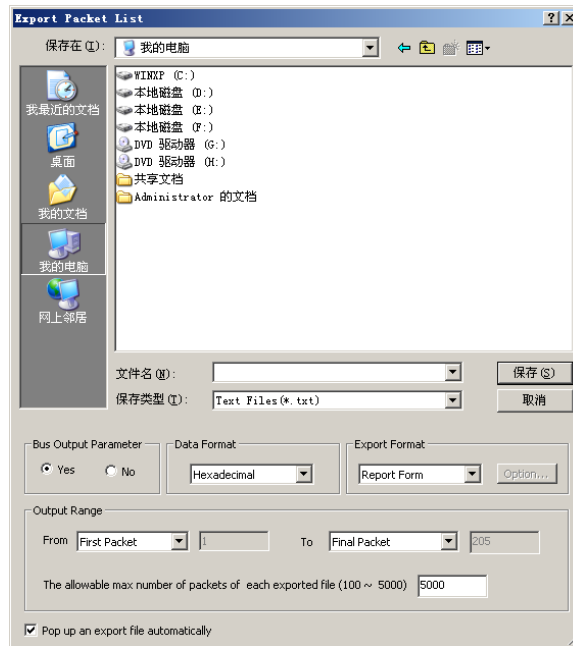 Export Packet List
保存在(I):
我的电脑
我最近的文档
桌面
我的文档
我的电脑
网上邻居
WINXP (C:)
本地磁盘 (D:)
本地磁盘 (E:)
本地磁盘 (F:)
DVD 驱动器 (G:)
DVD 驱动器 (H:)
共享文档
Administrator 的文档
文件名(N):
保存(S)
保存类型(T):
Text Files(*.txt)
取消
Bus Output Parameter
Yes
No
Data Format
Hexadecimal
Export Format
Report Form
Option...
Output Range
From
First Packet
1
To
Final Packet
205
The allowable max number of packets of each exported file (100 ~ 5000)
5000
Pop up an export file automatically